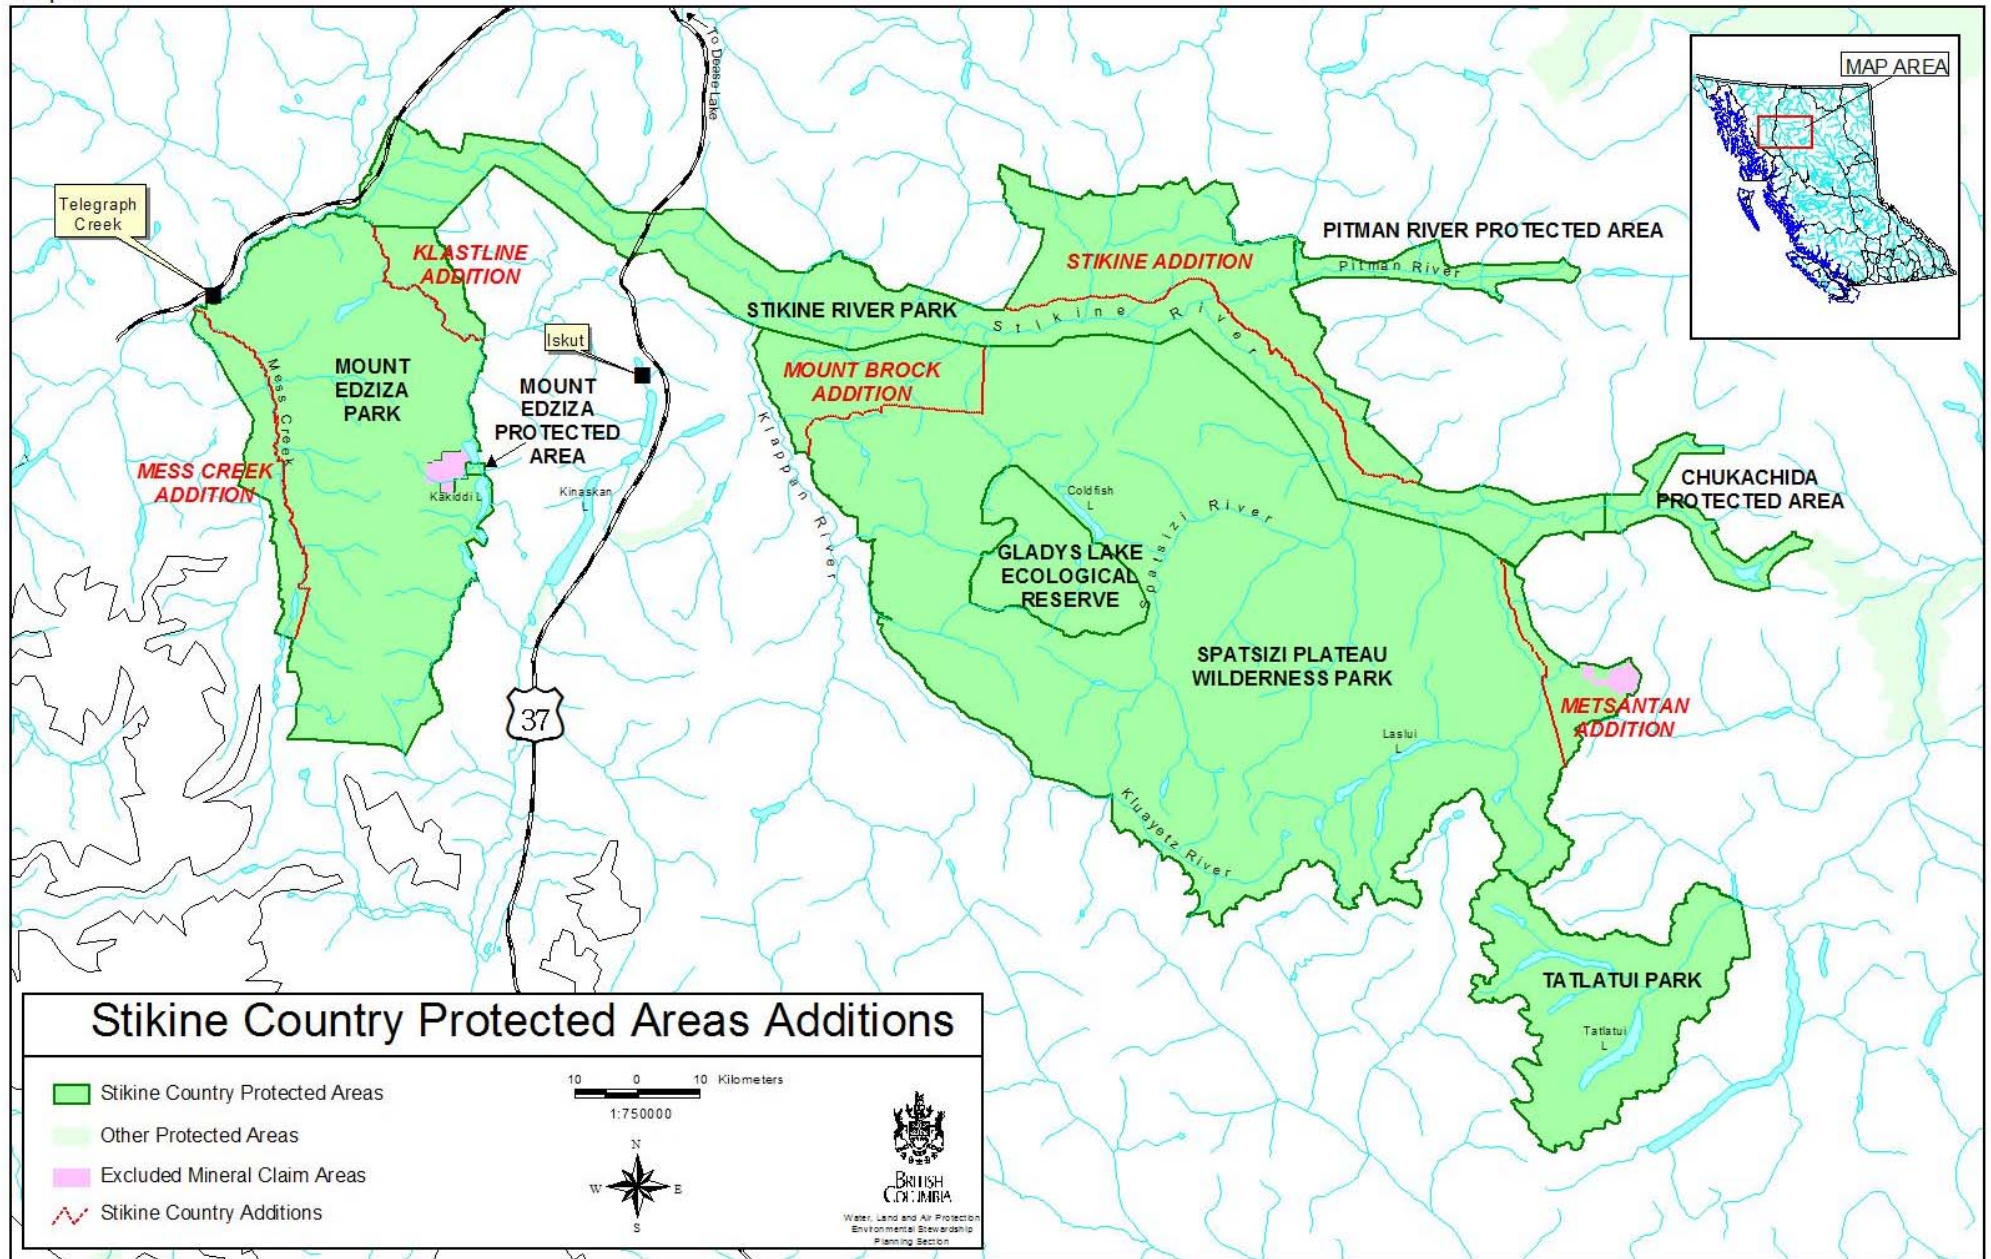 To Dease Lake
MAP AREA
Telegraph
Creek
KLASTLINE
ADDITION
STIKINE ADDITION
PITMAN RIVER PROTECTED AREA
Pitman River
STIKINE RIVER PARK
Stikine River
Iskut
MOUNT
EDZIZA
PARK
Mess Creek
MOUNT
EDZIZA
PROTECTED
AREA
MOUNT BROCK
ADDITION
Klappan River
MESS CREEK
ADDITION
Kakiddi L
Kinaskan
L
Coldfish
L
Spatsizi River
CHUKACHIDA
PROTECTED AREA
GLADYS LAKE
ECOLOGICAL
RESERVE
SPATSIZI PLATEAU
WILDERNESS PARK
METSANTAN
ADDITION
37
Laslui
L
Kluayetz River
TATLATUI PARK
Tatlatui
L
Stikine Country Protected Areas Additions
Stikine Country Protected Areas
Other Protected Areas
Excluded Mineral Claim Areas
Stikine Country Additions
10 0 10 Kilometers
1:750000
N
W E
S
BRITISH
COLUMBIA
Water, Land and Air Protection
Environmental Stewardship
Planning Section